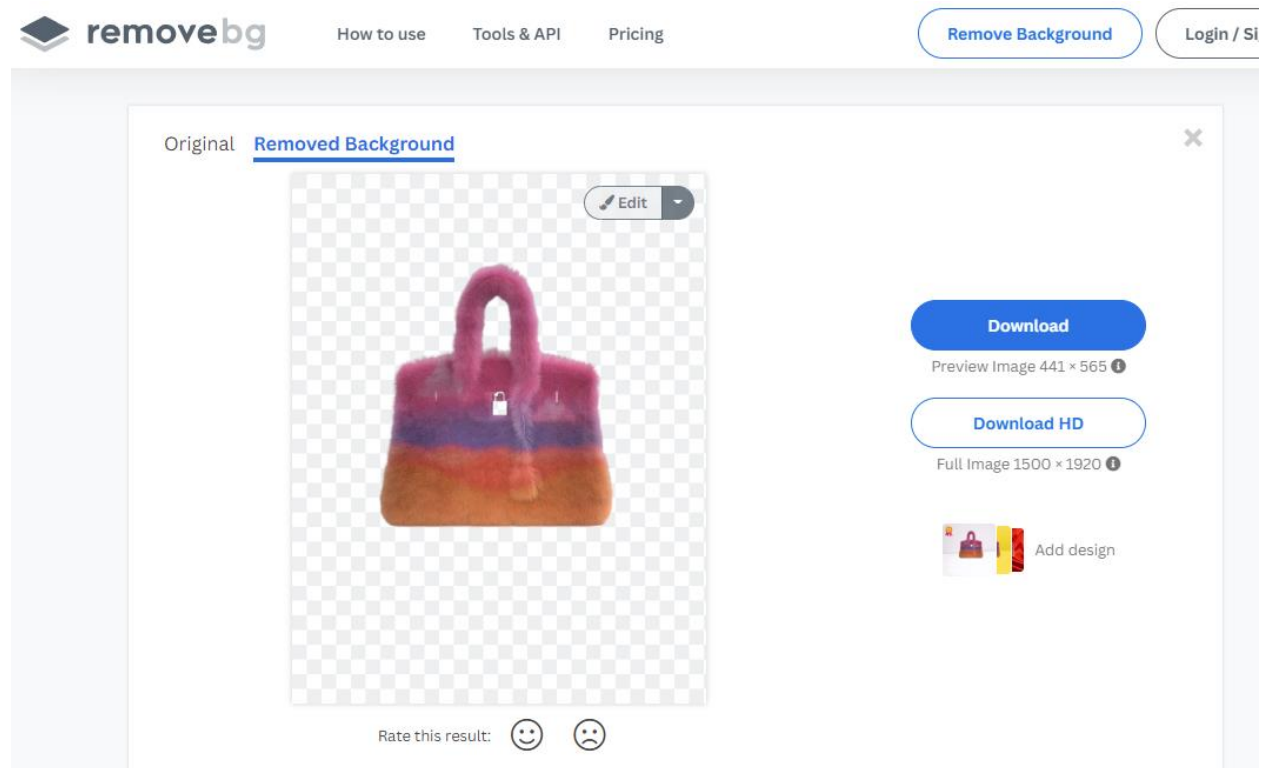 removebg
How to use
Tools & API
Pricing
Remove Background
Login / Si
Original
Removed Background
Edit
Download
Preview Image 441 × 565
Download HD
Full Image 1500 × 1920
Add design
Rate this result: